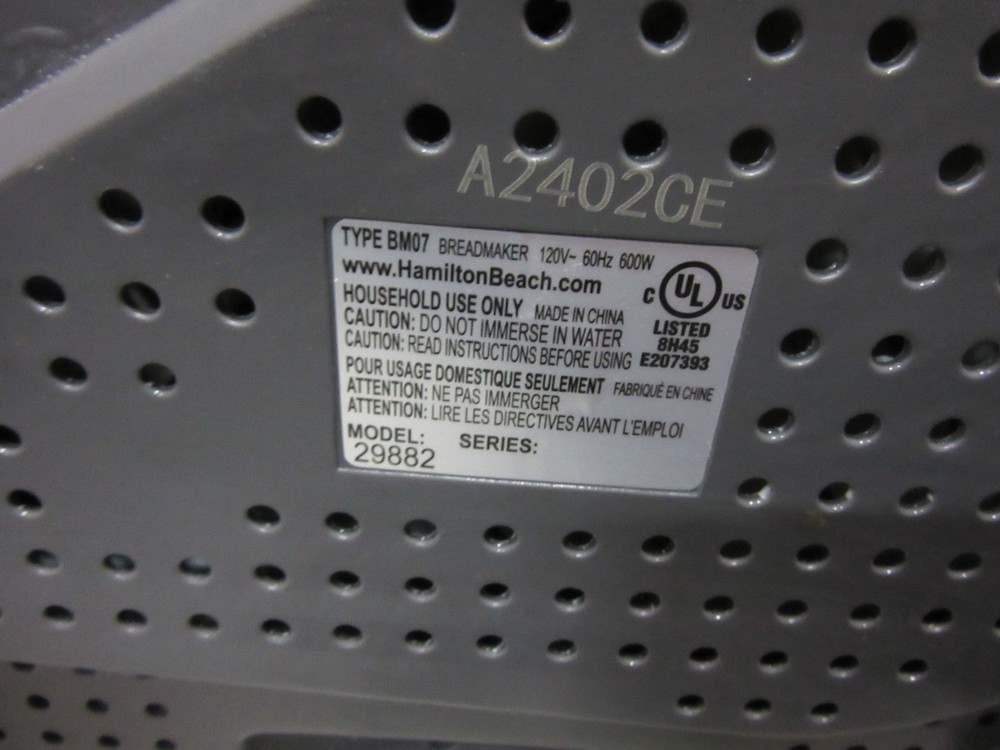 A2402CE
TYPE BM07 BREADMAKER 120V~ 60Hz 600W
www.HamiltonBeach.com
C UL US
LISTED
8H45
E207393
HOUSEHOLD USE ONLY MADE IN CHINA
CAUTION: DO NOT IMMERSE IN WATER
CAUTION: READ INSTRUCTIONS BEFORE USING
POUR USAGE DOMESTIQUE SEULEMENT FABRIQUÉ EN CHINE
ATTENTION: NE PAS IMMERGER
ATTENTION: LIRE LES DIRECTIVES AVANT L'EMPLOI
MODEL: SERIES:
29882